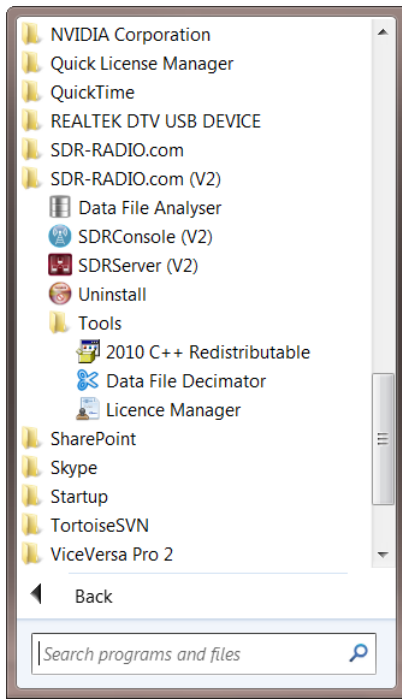 NVIDIA Corporation
Quick License Manager
QuickTime
REALTEK DTV USB DEVICE
SDR-RADIO.com
SDR-RADIO.com (V2)
Data File Analyser
SDRConsole (V2)
SDRServer (V2)
Uninstall
Tools
2010 C++ Redistributable
Data File Decimator
Licence Manager
SharePoint
Skype
Startup
TortoiseSVN
ViceVersa Pro 2
Back
Search programs and files